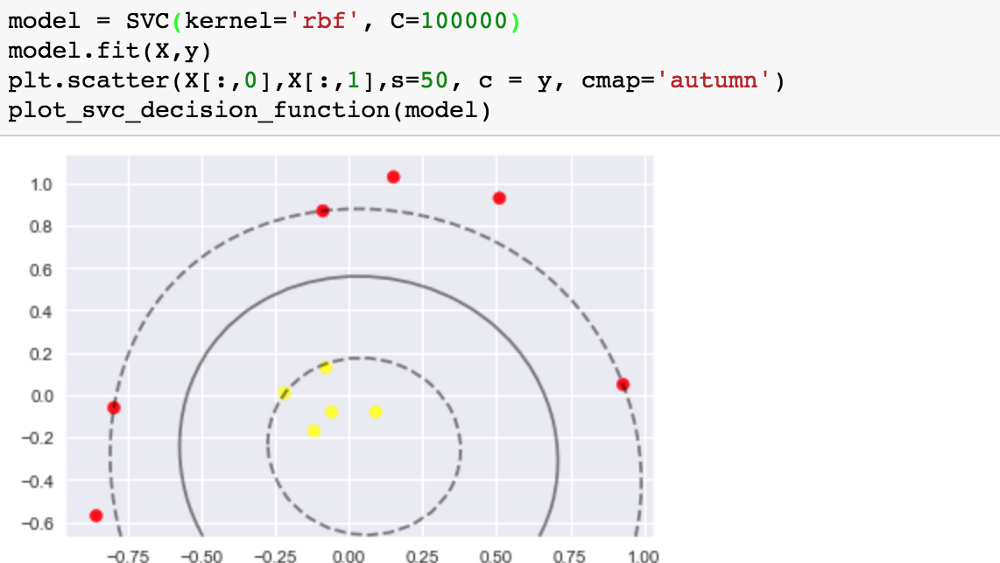 model = SVC(kernel='rbf', C=100000)
model.fit(X,y)
plt.scatter(X[:,0],X[:,1],s=50, c = y, cmap='autumn')
plot_svc_decision_function(model)
1.0
0.8
0.6
0.4
0.2
0.0
−0.2
−0.4
−0.6
−0.75 −0.50 −0.25 0.00 0.25 0.50 0.75 1.00